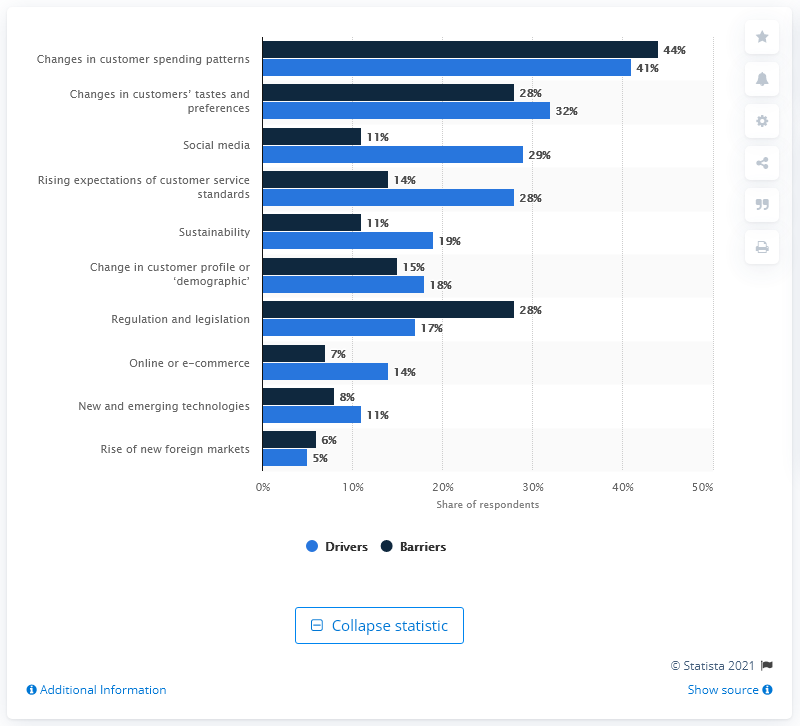 Changes in customer spending patterns
44%
41%
Changes in customers’ tastes and
preferences
28%
32%
Social media
11%
29%
Rising expectations of customer service
standards
14%
28%
Sustainability
11%
19%
Change in customer profile or
‘demographic’
15%
18%
Regulation and legislation
28%
17%
Online or e-commerce
7%
14%
New and emerging technologies
8%
11%
Rise of new foreign markets
6%
5%
0% 10% 20% 30% 40% 50%
Share of respondents
Drivers Barriers
Collapse statistic
© Statista 2021
Additional Information Show source